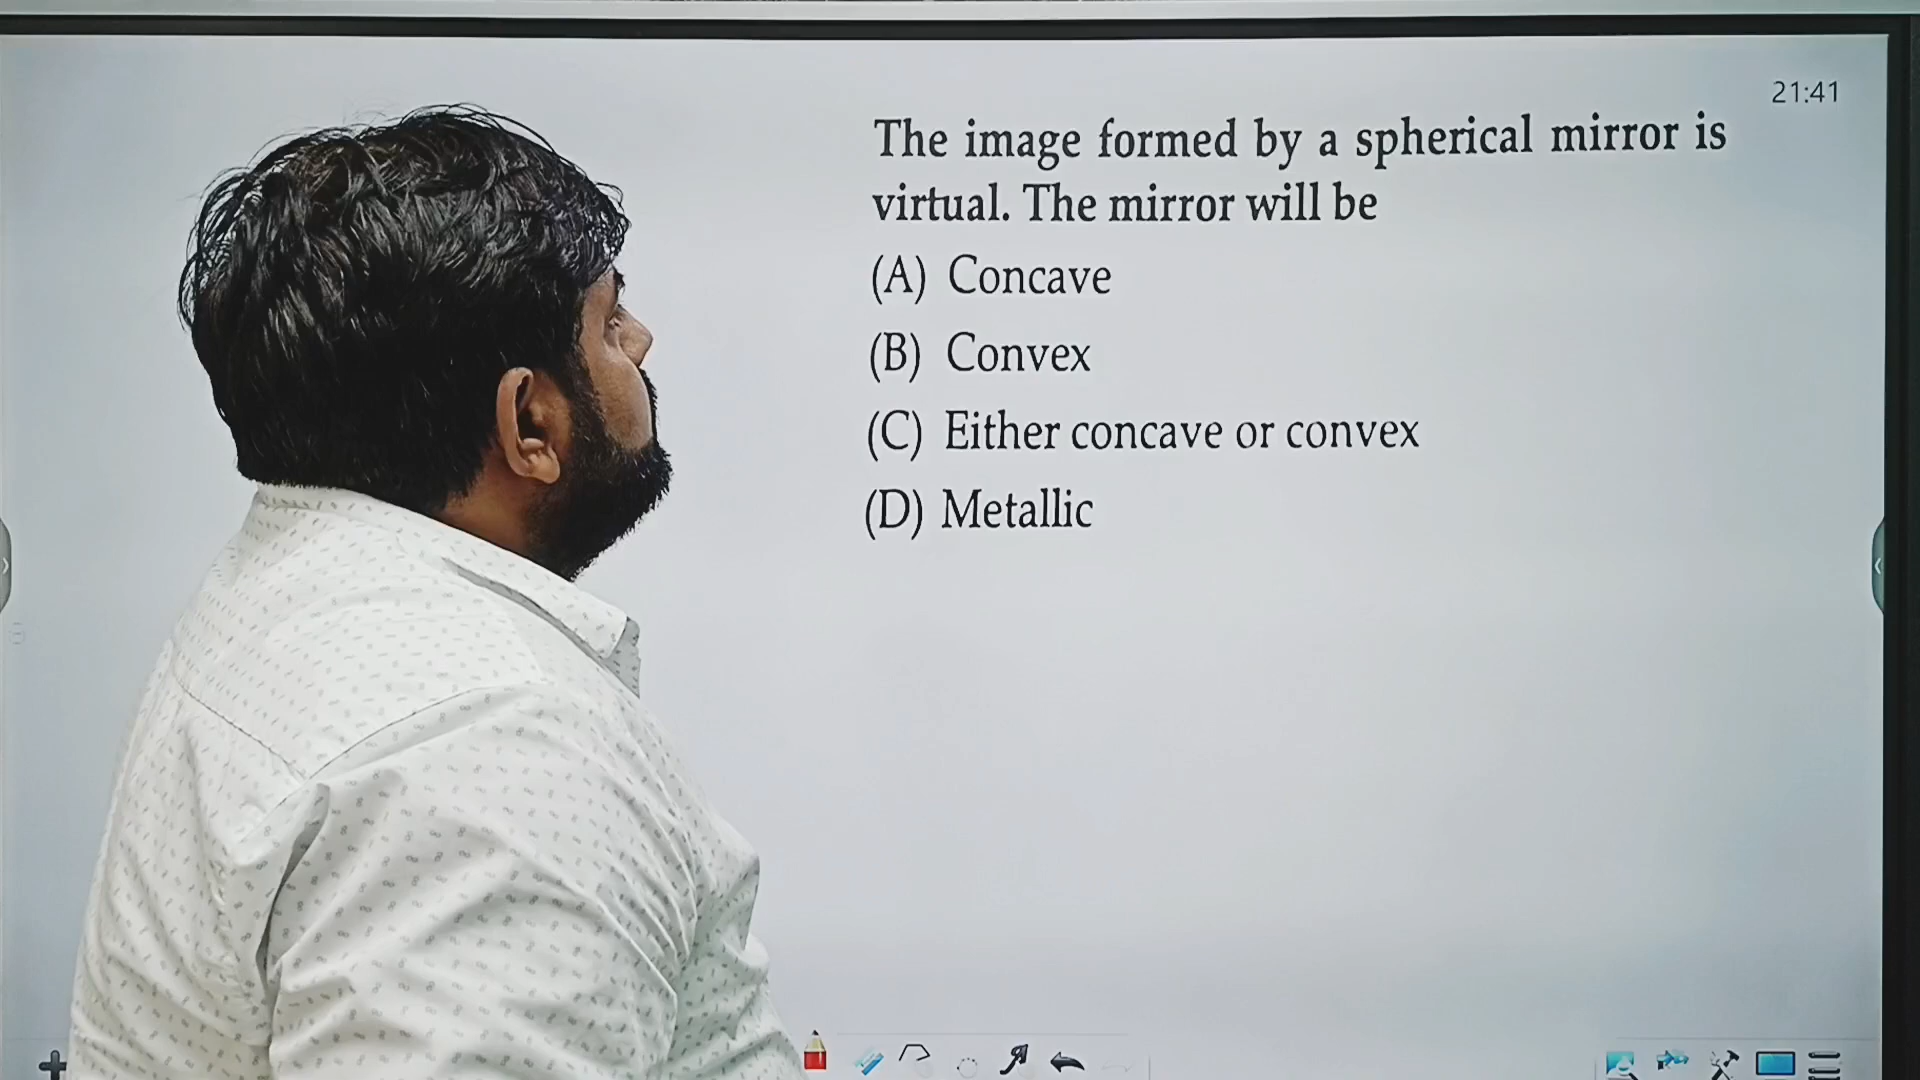 21:41
The image formed by a spherical mirror is
virtual. The mirror will be
(A) Concave
(B) Convex
(C) Either concave or convex
(D) Metallic